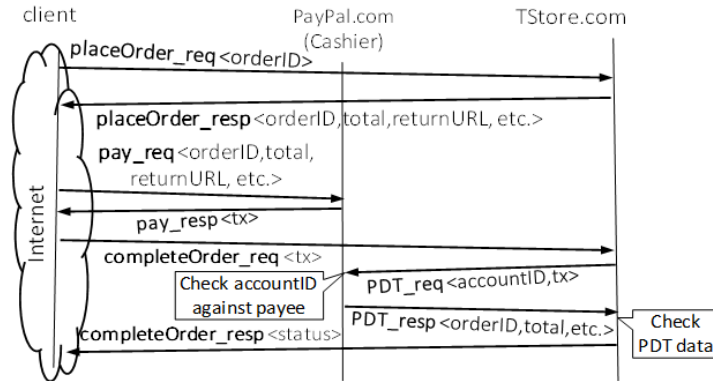 client
PayPal.com
(Cashier)
TStore.com
placeOrder_req<orderID>
placeOrder_resp<orderID,total,returnURL, etc.>
pay_req<orderID,total,
returnURL, etc.>
pay_resp<tx>
completeOrder_req<tx>
Internet
Check accountID
against payee
PDT_req<accountID,tx>
PDT_resp<orderID,total,etc.>
Check
PDT data
completeOrder_resp<status>